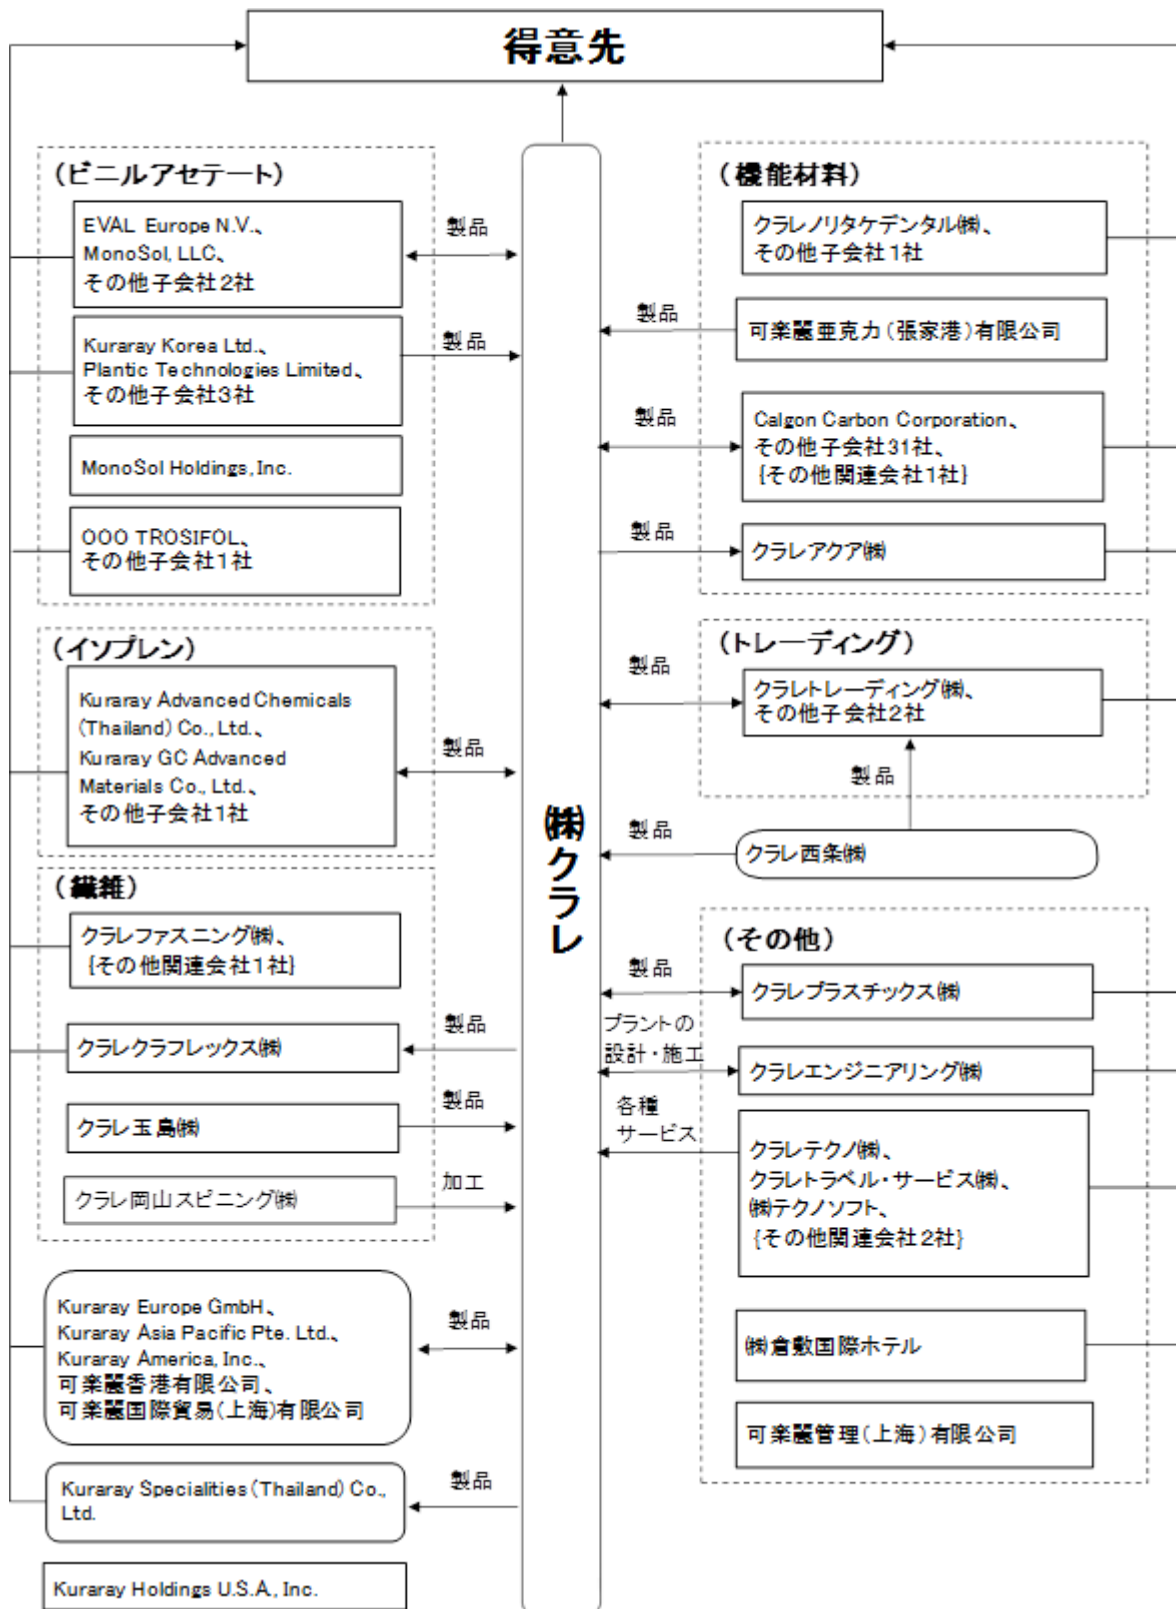 得意先
(ビニルアセテート)
EVAL Europe N.V.、
MonoSol, LLC、
その他子会社2社
製品
Kuraray Korea Ltd.、
Plantic Technologies Limited、
その他子会社3社
製品
MonoSol Holdings, Inc.
OOO TROSIFOL、
その他子会社1社
(イソプレン)
Kuraray Advanced Chemicals
(Thailand) Co., Ltd.、
Kuraray GC Advanced
Materials Co., Ltd.、
その他子会社1社
製品
(繊維)
クラレファスニング㈱、
{その他関連会社1社}
クラレクラフレックス㈱
製品
クラレ玉島㈱
製品
クラレ岡山スピニング㈱
加工
Kuraray Europe GmbH、
Kuraray Asia Pacific Pte. Ltd.、
Kuraray America, Inc.、
可楽麗香港有限公司、
可楽麗国際貿易(上海)有限公司
製品
Kuraray Specialities (Thailand) Co.,
Ltd.
製品
Kuraray Holdings U.S.A., Inc.
㈱クラレ
(機能材料)
クラレノリタケデンタル㈱、
その他子会社1社
製品
可楽麗亜克力(張家港)有限公司
製品
Calgon Carbon Corporation、
その他子会社31社、
{その他関連会社1社}
製品
クラレアクア㈱
(トレーディング)
製品
クラレトレーディング㈱、
その他子会社2社
製品
製品
クラレ西条㈱
(その他)
製品
クラレプラスチックス㈱
プラントの
設計・施工
クラレエンジニアリング㈱
各種
サービス
クラレテクノ㈱、
クラレトラベル・サービス㈱、
㈱テクノソフト、
{その他関連会社2社}
㈱倉敷国際ホテル
可楽麗管理(上海)有限公司